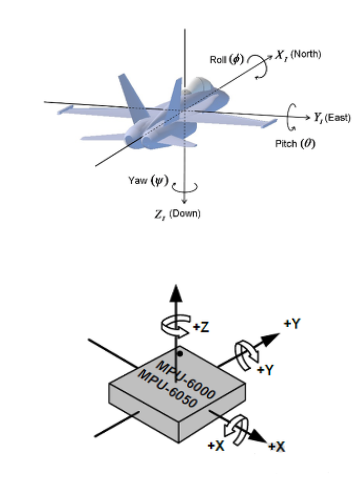 Roll (ϕ)
X_I (North)
Y_I (East)
Pitch (θ)
Yaw (ψ)
Z_I (Down)
+Z
+Y
+Y
MPU-6000
MPU-6050
+X
+X